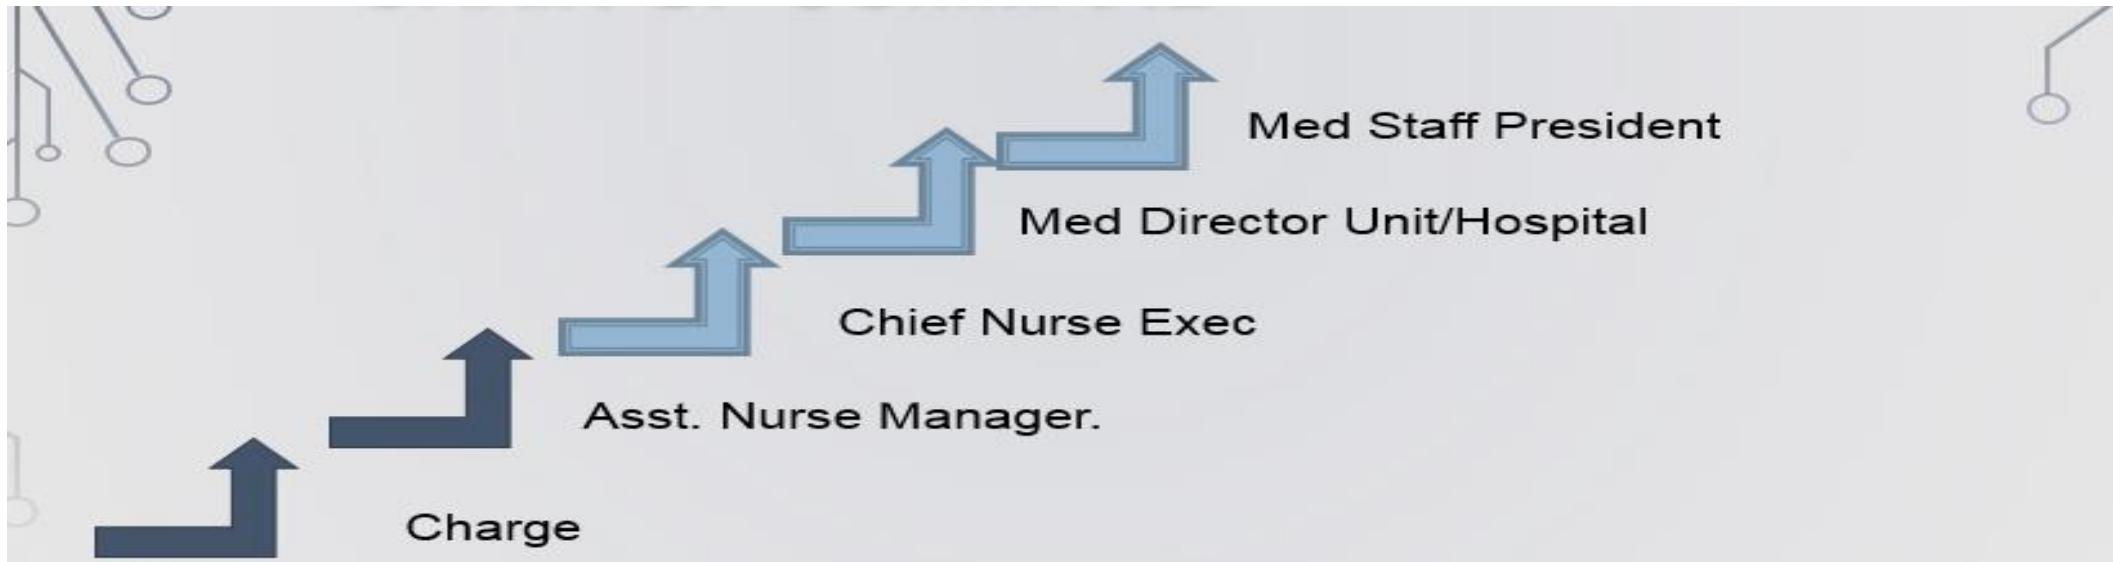 Med Staff President
Med Director Unit/Hospital
Chief Nurse Exec
Asst. Nurse Manager.
Charge